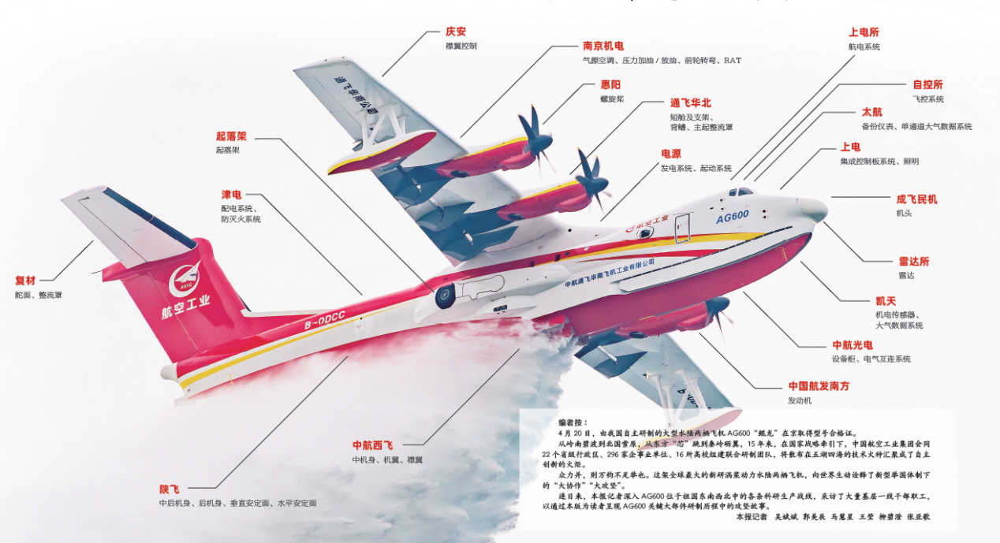 庆安
襟翼控制
南京机电
气源空调、压力加油/放油、前轮转弯、RAT
惠阳
螺旋桨
通飞华北
短舱及支架、
背鳍、主起整流罩
电源
发电系统、起动系统
上电所
航电系统
自控所
飞控系统
太航
备份仪表、单通道大气数据系统
上电
集成控制板系统、照明
成飞民机
机头
雷达所
雷达
凯天
机电传感器、
大气数据系统
中航光电
设备柜、电气互连系统
中国航发南方
发动机
起落架
起落架
津电
配电系统、
防灭火系统
复材
舵面、整流罩
中航西飞
中机身、机翼、襟翼
陕飞
中后机身、后机身、垂直安定面、水平安定面
AG600
航空工业
中航通飞华南飞机工业有限公司
AVIC
航空工业
B-0DCC
编者按：
4月20日，由我国自主研制的大型水陆两栖飞机AG600“鲲龙”在京取得型号合格证。
从岭南碧波到北国雪原，从东方“芯”跳到秦岭砺翼，15年来，在国家战略牵引下，中国航空工业集团会同
22个省级行政区、296家企事业单位、16所高校组建联合研制团队，将散布在五湖四海的技术火种汇聚成了自主
创新的火炬。
众力并，则万钧不足举也。这架全球最大的新研涡桨动力水陆两栖飞机，向世界生动诠释了新型举国体制下
的“大协作”“大攻坚”。
连日来，本报记者深入AG600位于祖国东南西北中的各条科研生产战线，采访了大量基层一线干部职工，
以通过本版为读者呈现AG600关键大部件研制历程中的攻坚故事。
本报记者 吴斌斌 郭美辰 马慧星 王莹 柳碧澄 张亚歌